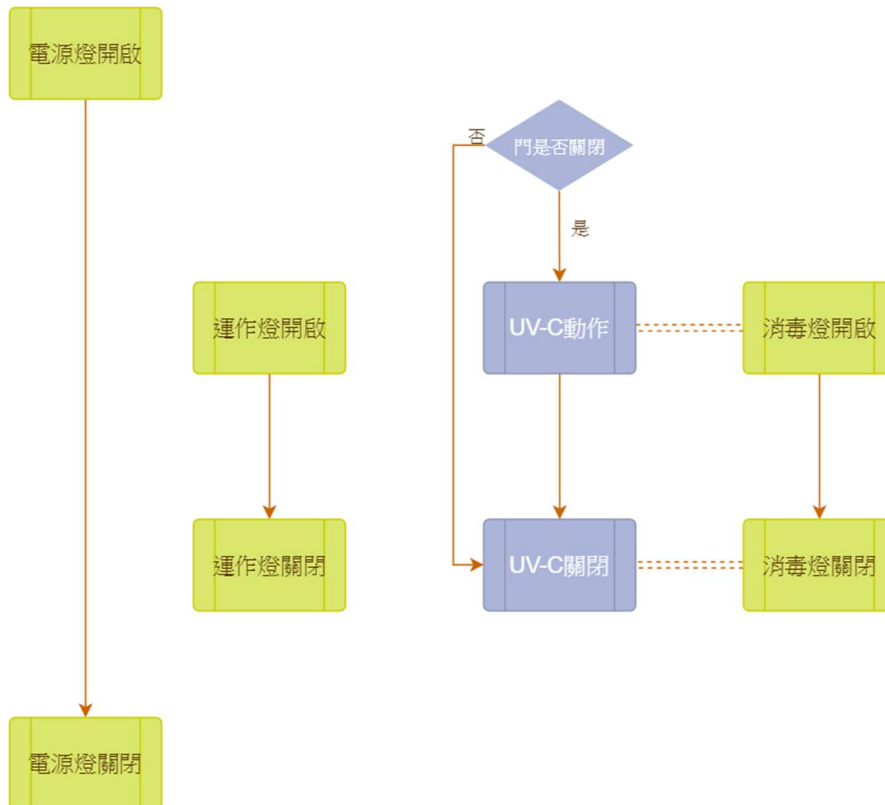 電源燈開啟
否
門是否關閉
是
運作燈開啟
UV-C動作
消毒燈開啟
運作燈關閉
UV-C關閉
消毒燈關閉
電源燈關閉